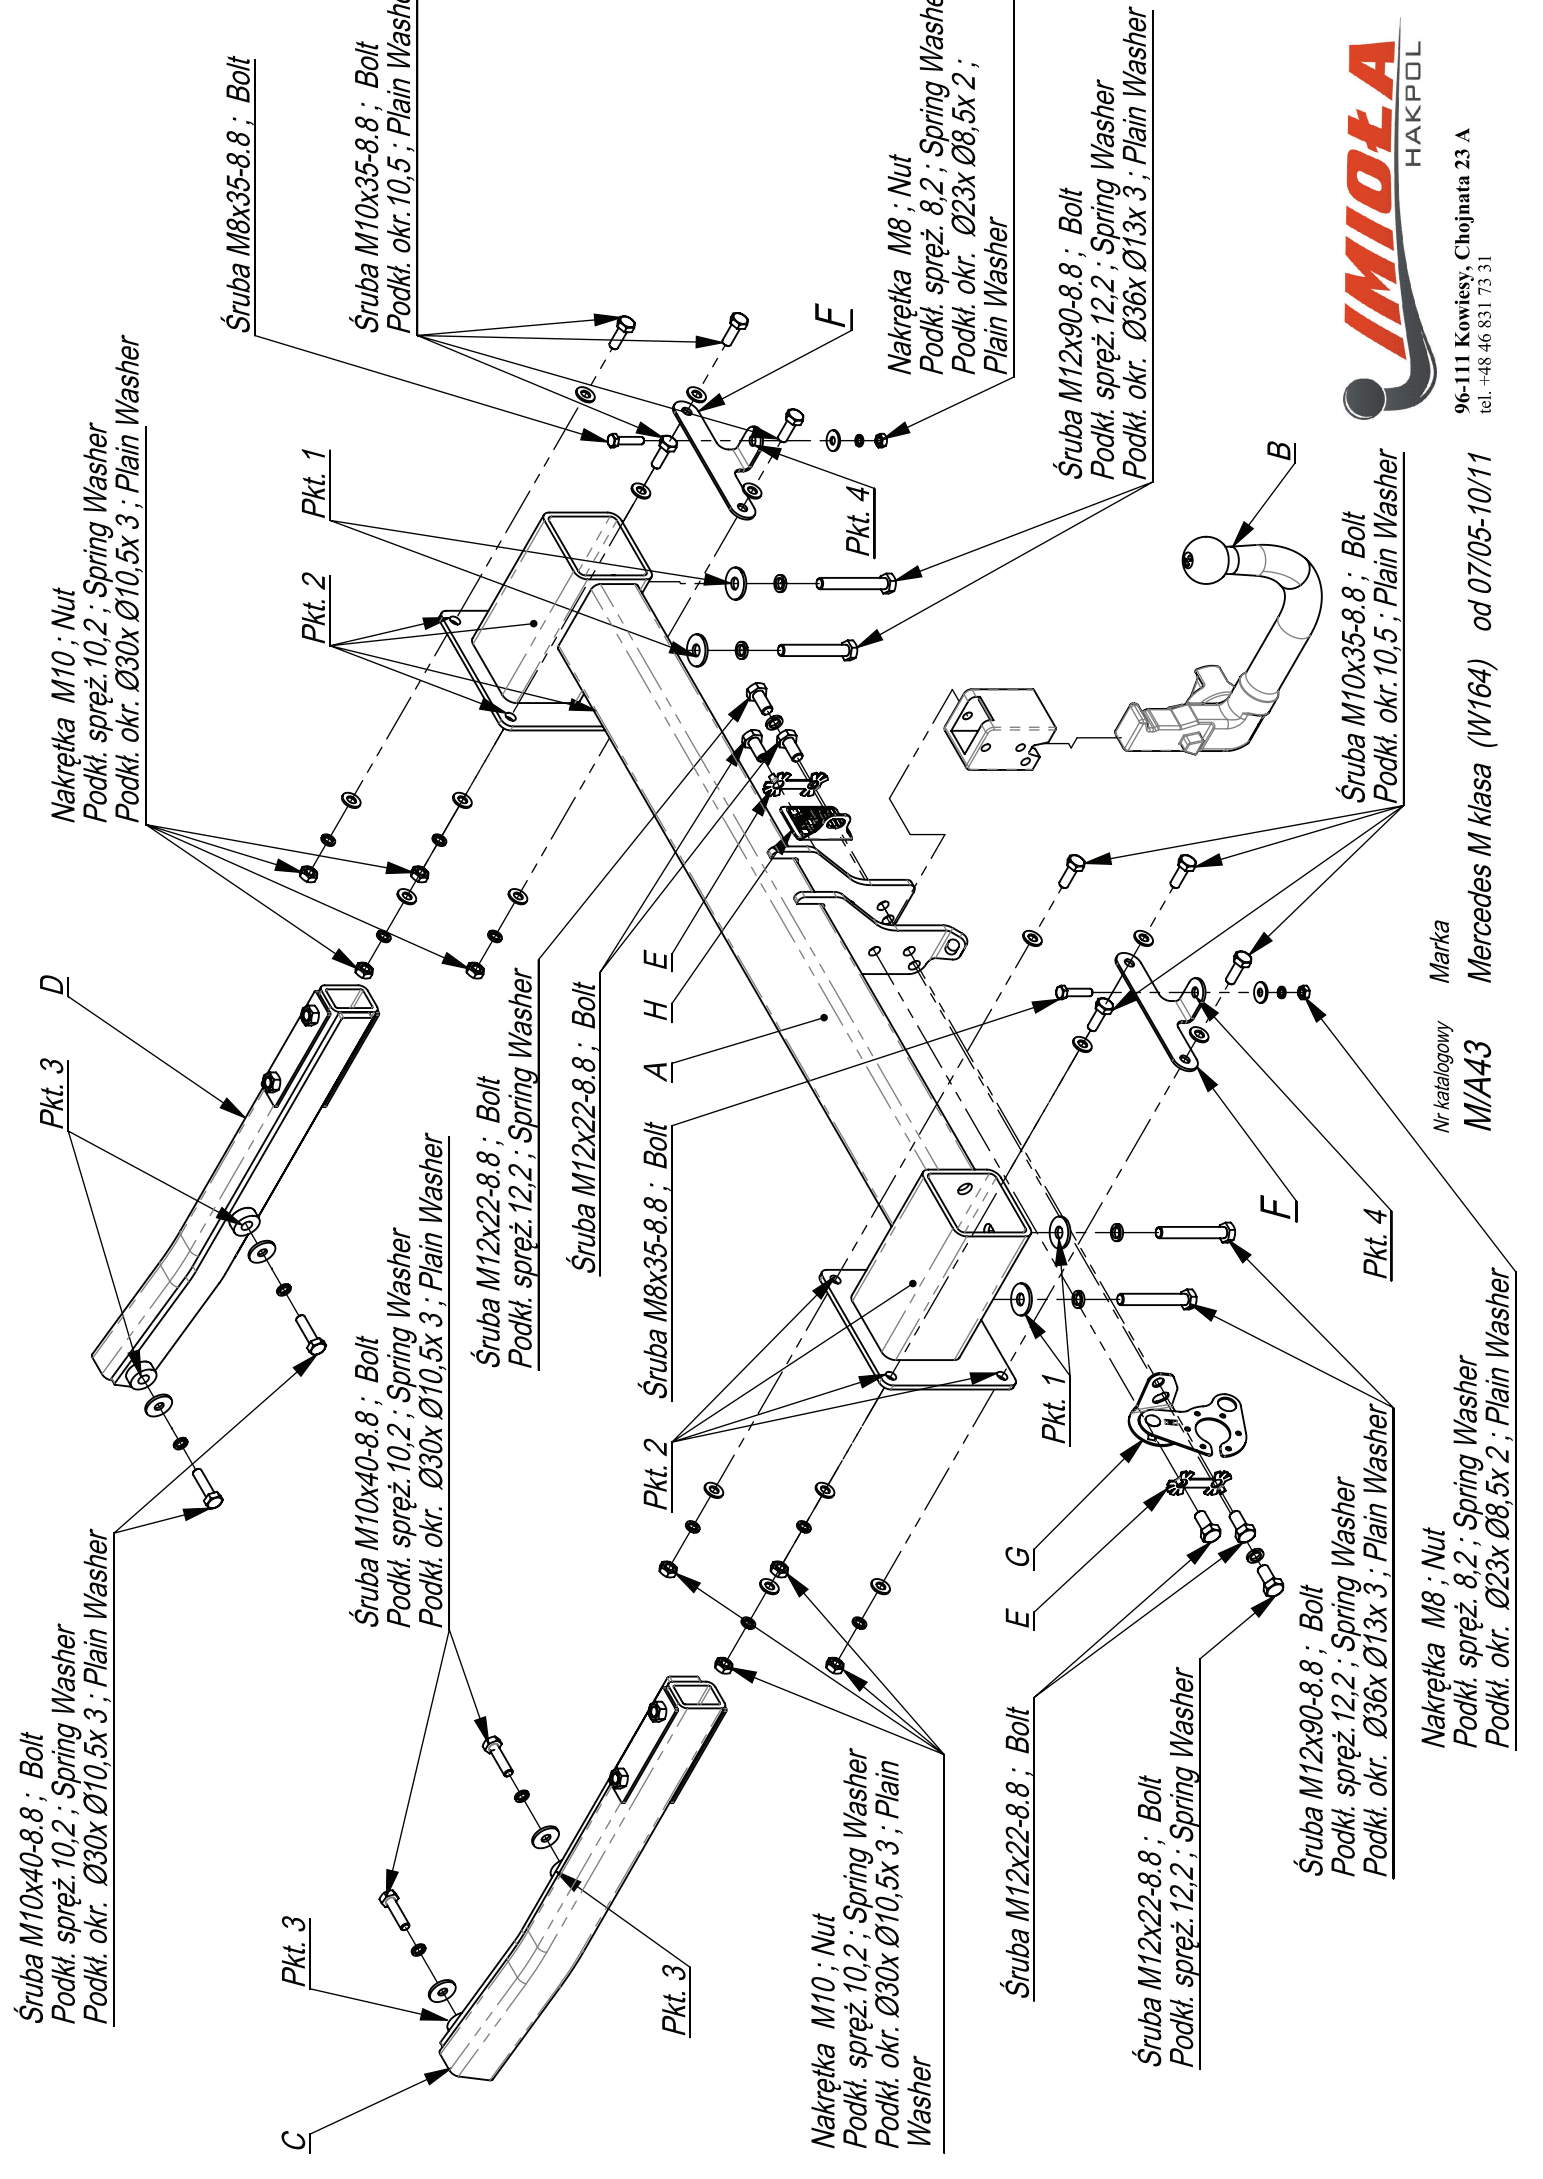 Śruba M10x40-8.8 ; Bolt
Podkł. spręż.10,2 ; Spring Washer
Podkł. okr. Ø30x Ø10,5x 3 ; Plain Washer
Pkt. 3
D
Nakrętka M10 ; Nut
Podkł. spręż.10,2 ; Spring Washer
Podkł. okr. Ø30x Ø10,5x 3 ; Plain Washer
Śruba M8x35-8.8 ; Bolt
Pkt. 2
Pkt. 1
C
Pkt. 3
Śruba M10x40-8.8 ; Bolt
Podkł. spręż.10,2 ; Spring Washer
Podkł. okr. Ø30x Ø10,5x 3 ; Plain Washer
Śruba M10x35-8.8 ; Bolt
Podkł. okr.10,5 ; Plain Washe
Śruba M12x22-8.8 ; Bolt
Podkł. spręż.12,2 ; Spring Washer
Śruba M12x22-8.8 ; Bolt
Pkt. 3
Pkt. 2
Śruba M8x35-8.8 ; Bolt
A
H
E
F
Pkt. 4
Nakrętka M10 ; Nut
Podkł. spręż.10,2 ; Spring Washer
Podkł. okr. Ø30x Ø10,5x 3 ; Plain
Washer
Nakrętka M8 ; Nut
Podkł. spręż. 8,2 ; Spring Washe
Podkł. okr. Ø23x Ø8,5x 2 ;
Plain Washer
Śruba M12x22-8.8 ; Bolt
E
G
Pkt. 1
Śruba M12x90-8.8 ; Bolt
Podkł. spręż.12,2 ; Spring Washer
Podkł. okr. Ø36x Ø13x 3 ; Plain Washer
Śruba M12x22-8.8 ; Bolt
Podkł. spręż.12,2 ; Spring Washer
F
B
Śruba M12x90-8.8 ; Bolt
Podkł. spręż.12,2 ; Spring Washer
Podkł. okr. Ø36x Ø13x 3 ; Plain Washer
Pkt. 4
Śruba M10x35-8.8 ; Bolt
Podkł. okr.10,5 ; Plain Washer
Nakrętka M8 ; Nut
Podkł. spręż. 8,2 ; Spring Washer
Podkł. okr. Ø23x Ø8,5x 2 ; Plain Washer
Nr katalogowy Marka
M/A43 Mercedes M klasa (W164) od 07/05-10/11
IMIOŁA
HAKPOL
96-111 Kowiesy, Chojnata 23 A
tel. +48 46 831 73 31